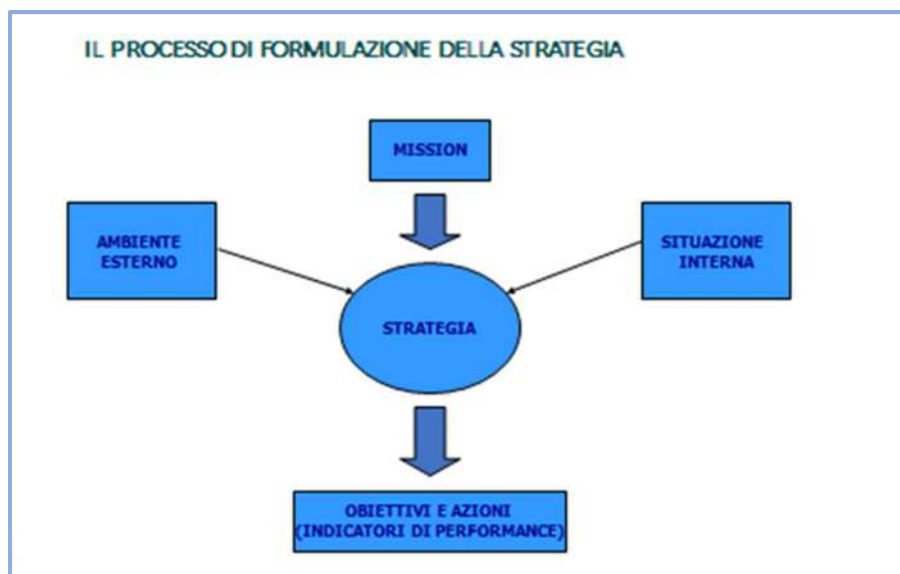 IL PROCESSO DI FORMULAZIONE DELLA STRATEGIA
MISSION
AMBIENTE
ESTERNO
SITUAZIONE
INTERNA
STRATEGIA
OBIETTIVI E AZIONI
(INDICATORI DI PERFORMANCE)